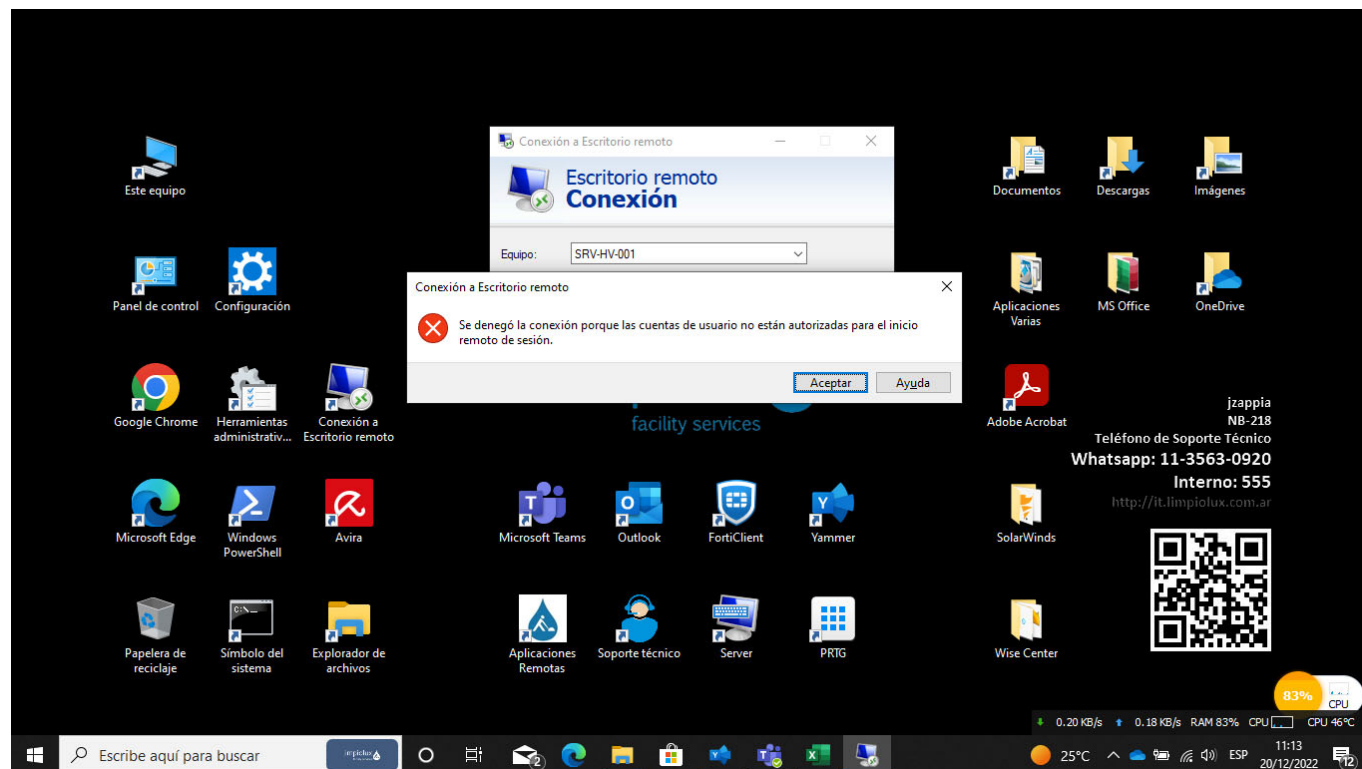 Conexión a Escritorio remoto
Escritorio remoto
Conexión
Equipo: SRV-HV-001
Conexión a Escritorio remoto
Se denegó la conexión porque las cuentas de usuario no están autorizadas para el inicio
remoto de sesión.
Aceptar Ayuda
facility services
Este equipo
Documentos Descargas Imágenes
Panel de control Configuración
Aplicaciones
Varias
MS Office OneDrive
Google Chrome
Herramientas
administrativ...
Conexión a
Escritorio remoto
Adobe Acrobat
jzappia
NB-218
Teléfono de Soporte Técnico
Whatsapp: 11-3563-0920
Interno: 555
http://it.limpiolux.com.ar
Microsoft Edge
Windows
PowerShell
Avira
Microsoft Teams Outlook FortiClient Yammer
SolarWinds
Papelera de
reciclaje
Símbolo del
sistema
Explorador de
archivos
Aplicaciones
Remotas
Soporte técnico Server PRTG
Wise Center
83%
CPU
0.20 KB/s 0.18 KB/s RAM 83% CPU CPU 46°C
Escribe aquí para buscar
limpiolux
2
25°C ESP
11:13
20/12/2022
12